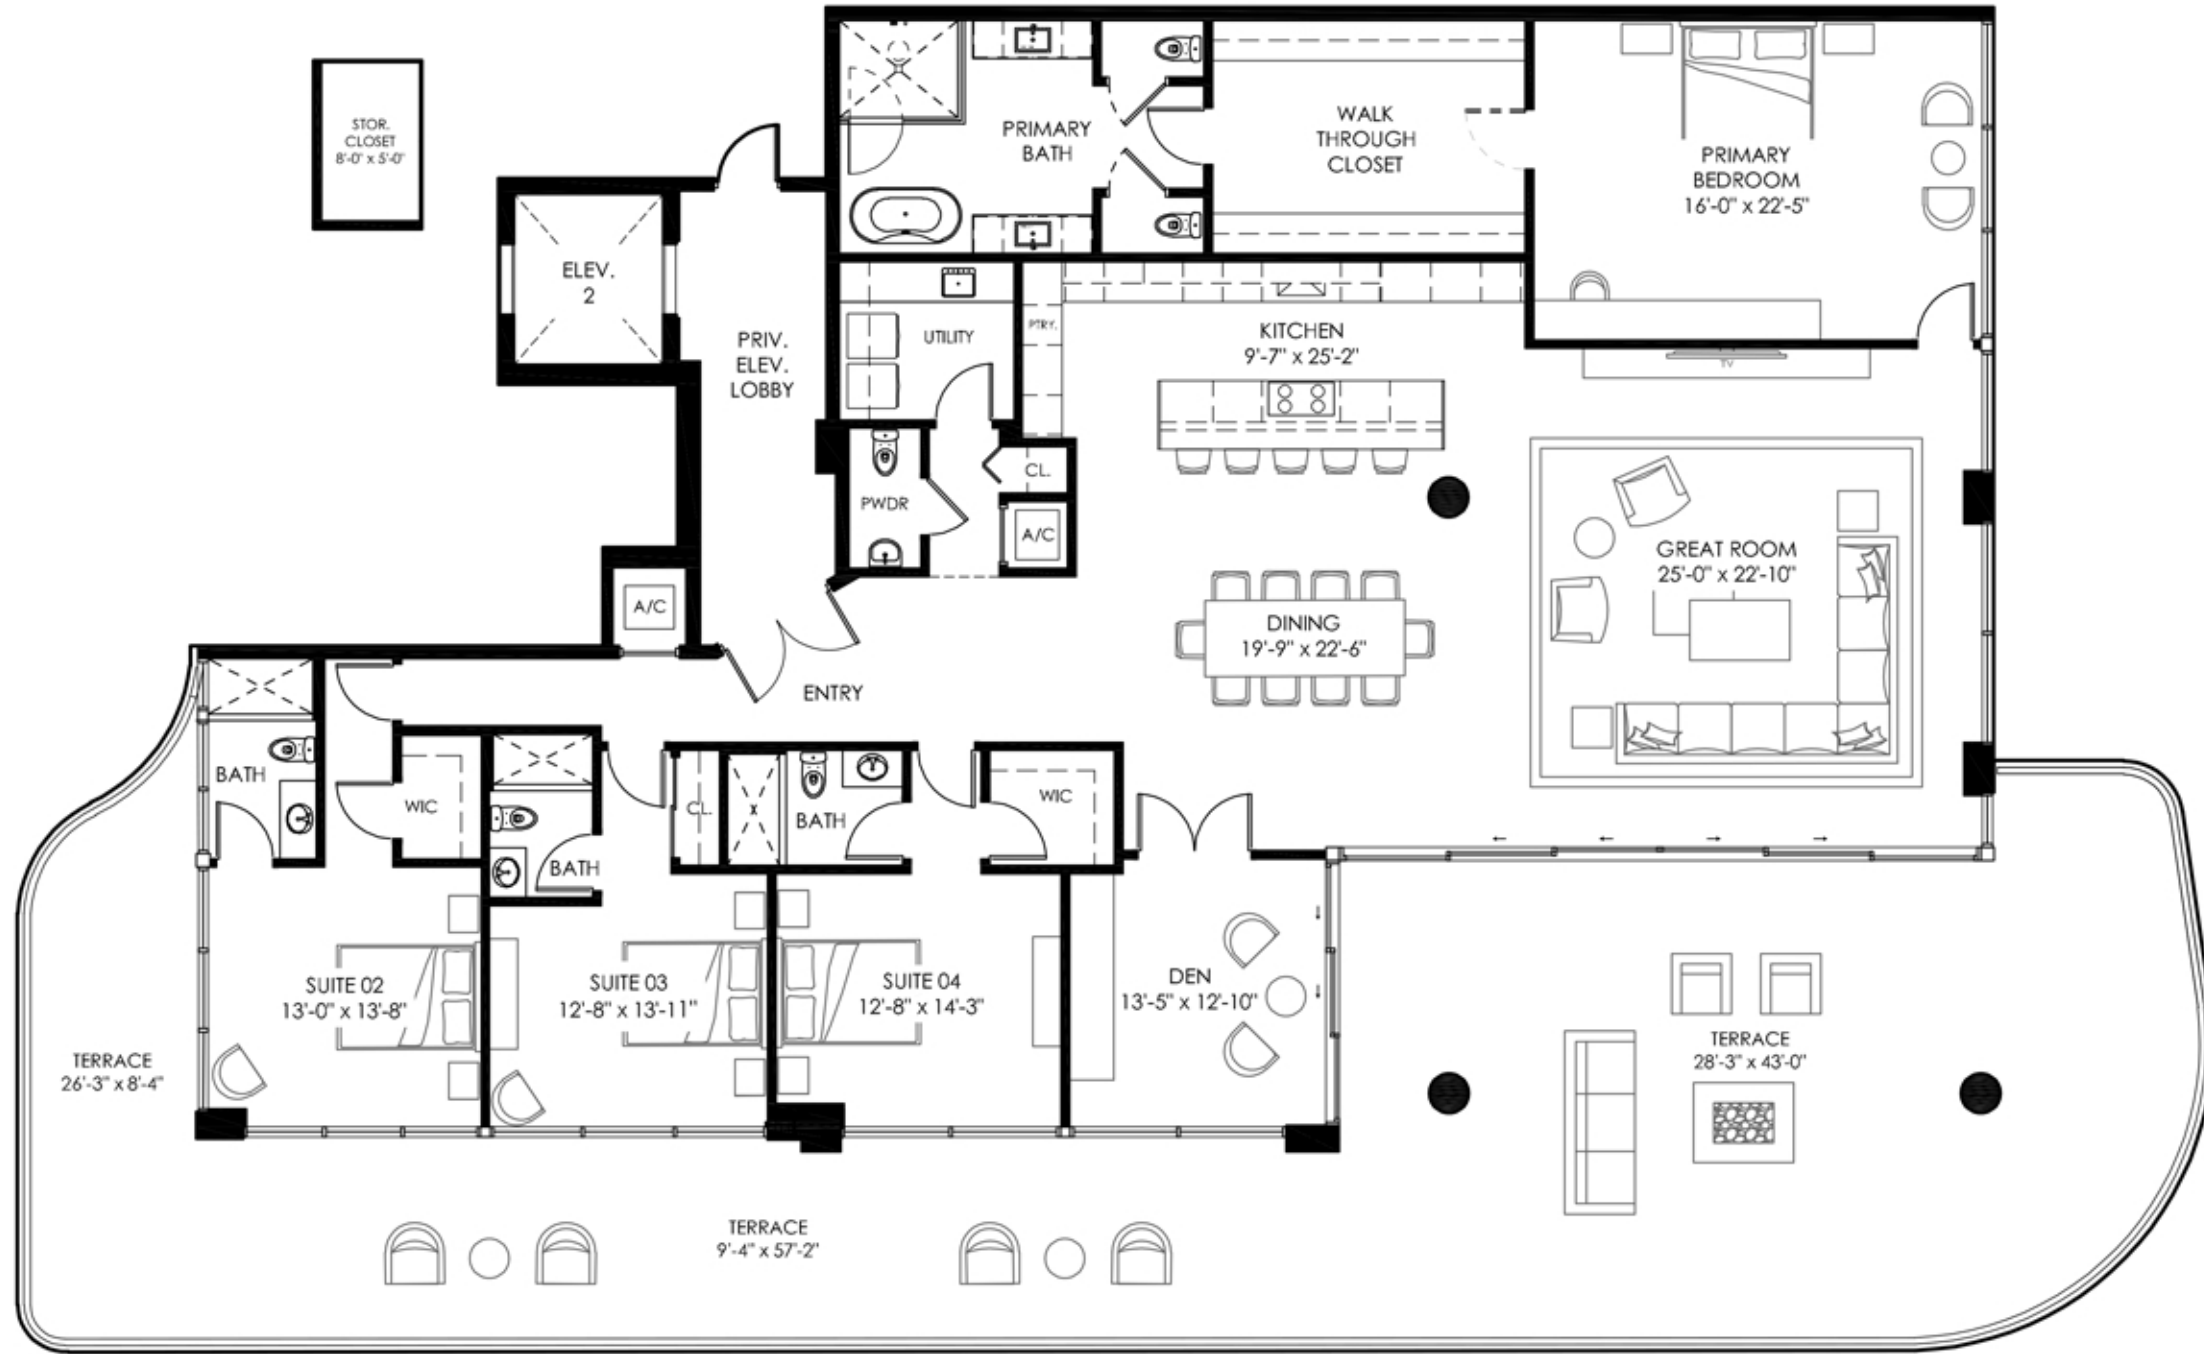 STOR.
CLOSET
8'-0" x 5'-0"
PRIMARY
BATH
WALK
THROUGH
CLOSET
PRIMARY
BEDROOM
16'-0" x 22'-5"
ELEV.
2
PRIV.
ELEV.
LOBBY
UTILITY
PTRY.
KITCHEN
9'-7" x 25'-2"
TV
CL.
PWDR
A/C
GREAT ROOM
25'-0" x 22'-10"
A/C
DINING
19'-9" x 22'-6"
ENTRY
BATH
WIC
BATH
CL.
BATH
WIC
SUITE 02
13'-0" x 13'-8"
SUITE 03
12'-8" x 13'-11"
SUITE 04
12'-8" x 14'-3"
DEN
13'-5" x 12'-10"
TERRACE
26'-3" x 8'-4"
TERRACE
28'-3" x 43'-0"
TERRACE
9'-4" x 57'-2"